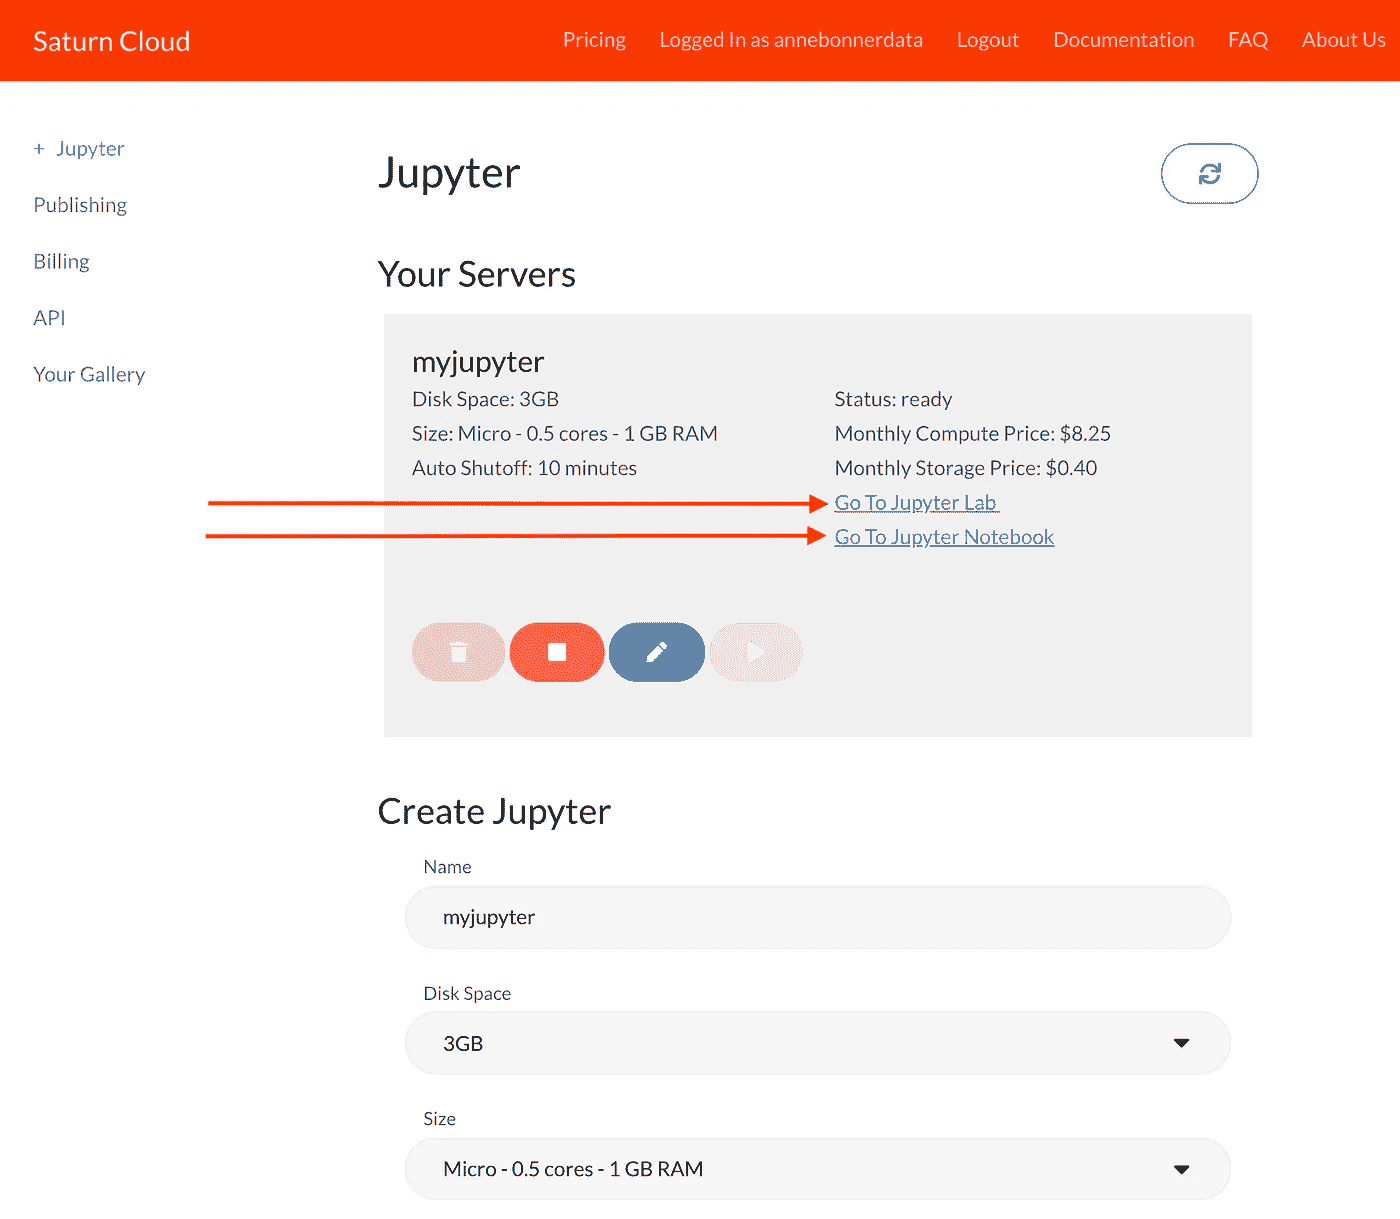 Saturn Cloud
Pricing
Logged In as annebonnerdata
Logout
Documentation
FAQ
About Us
+ Jupyter
Publishing
Billing
API
Your Gallery
Jupyter
Your Servers
myjupyter
Disk Space: 3GB
Size: Micro - 0.5 cores - 1 GB RAM
Auto Shutoff: 10 minutes
Status: ready
Monthly Compute Price: $8.25
Monthly Storage Price: $0.40
Go To Jupyter Lab
Go To Jupyter Notebook
Create Jupyter
Name
myjupyter
Disk Space
3GB
Size
Micro - 0.5 cores - 1 GB RAM